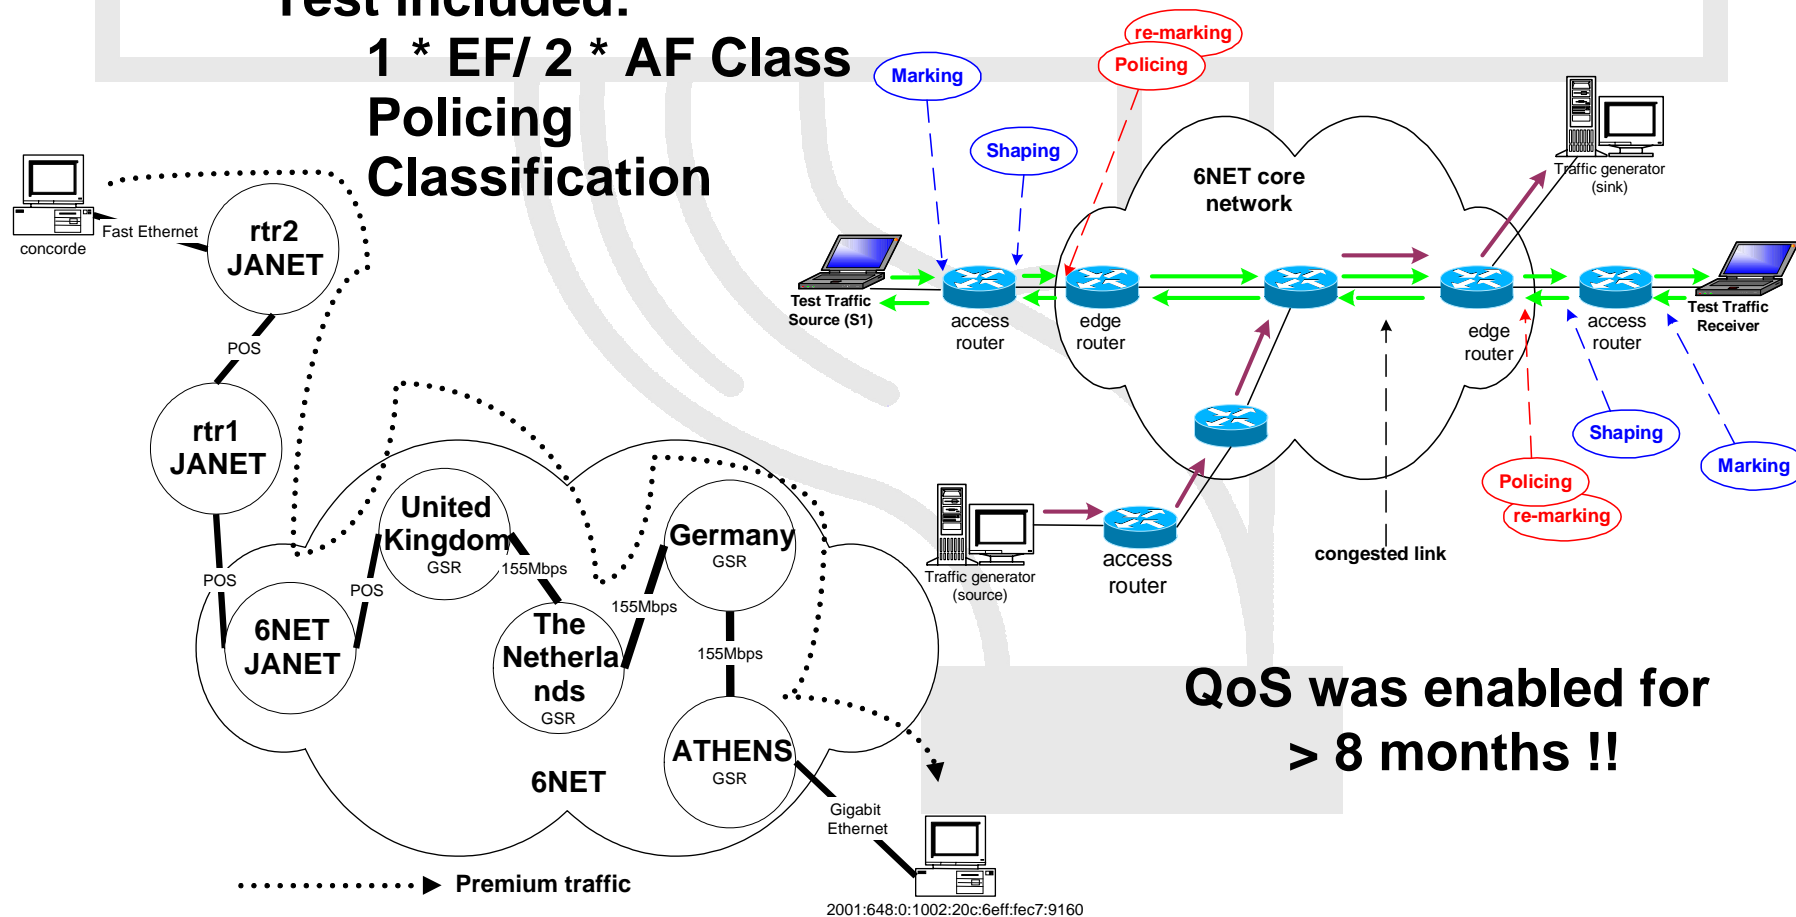 Test included:
1 * EF/ 2 * AF Class
Policing
Classification
re-marking
Policing
Marking
Shaping
6NET core
network
Traffic generator
(sink)
Test Traffic
Source (S1)
access
router
edge
router
edge
router
access
router
Test Traffic
Receiver
Shaping
Marking
Policing
re-marking
congested link
Traffic generator
(source)
access
router
concorde
Fast Ethernet
rtr2
JANET
POS
rtr1
JANET
POS
6NET
JANET
POS
United
Kingdom
GSR
155Mbps
The
Netherla
nds
GSR
155Mbps
Germany
GSR
155Mbps
ATHENS
GSR
6NET
Gigabit
Ethernet
Premium traffic
2001:648:0:1002:20c:6eff:fec7:9160
QoS was enabled for
> 8 months !!